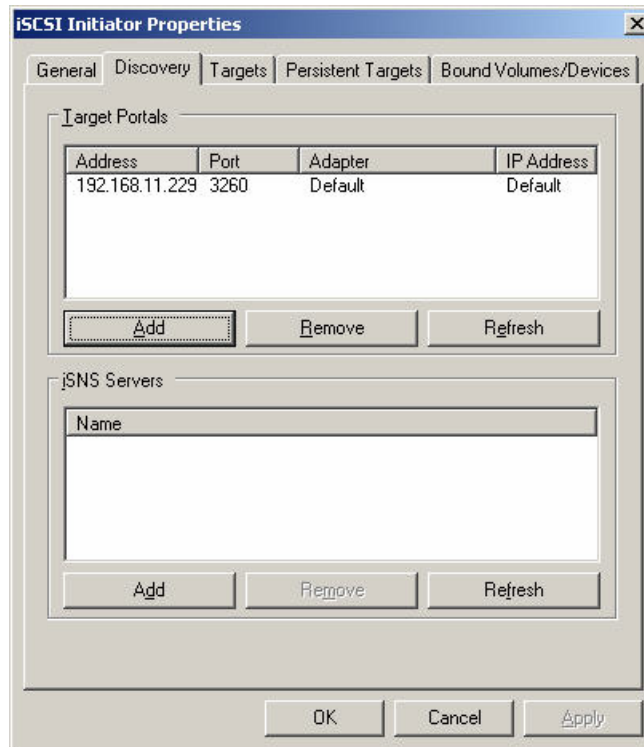 iSCSI Initiator Properties
General Discovery Targets Persistent Targets Bound Volumes/Devices
Target Portals
Address Port Adapter IP Address
192.168.11.229 3260 Default Default
Add Remove Refresh
iSNS Servers
Name
Add Remove Refresh
OK Cancel Apply